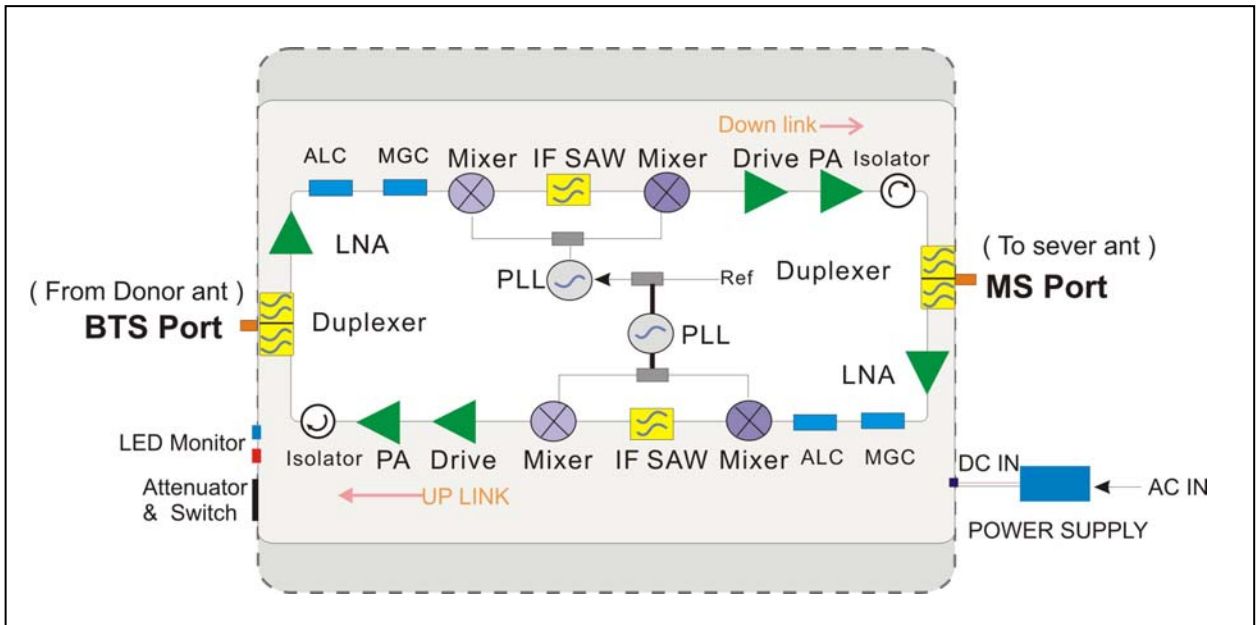 Down link
ALC MGC Mixer IF SAW Mixer Drive PA Isolator
LNA
( To sever ant )
MS Port
Duplexer
PLL
Ref
( From Donor ant )
BTS Port
Duplexer
PLL
LNA
LED Monitor
Isolator PA Drive Mixer IF SAW Mixer ALC MGC
DC IN
Attenuator
& Switch
UP LINK
AC IN
POWER SUPPLY